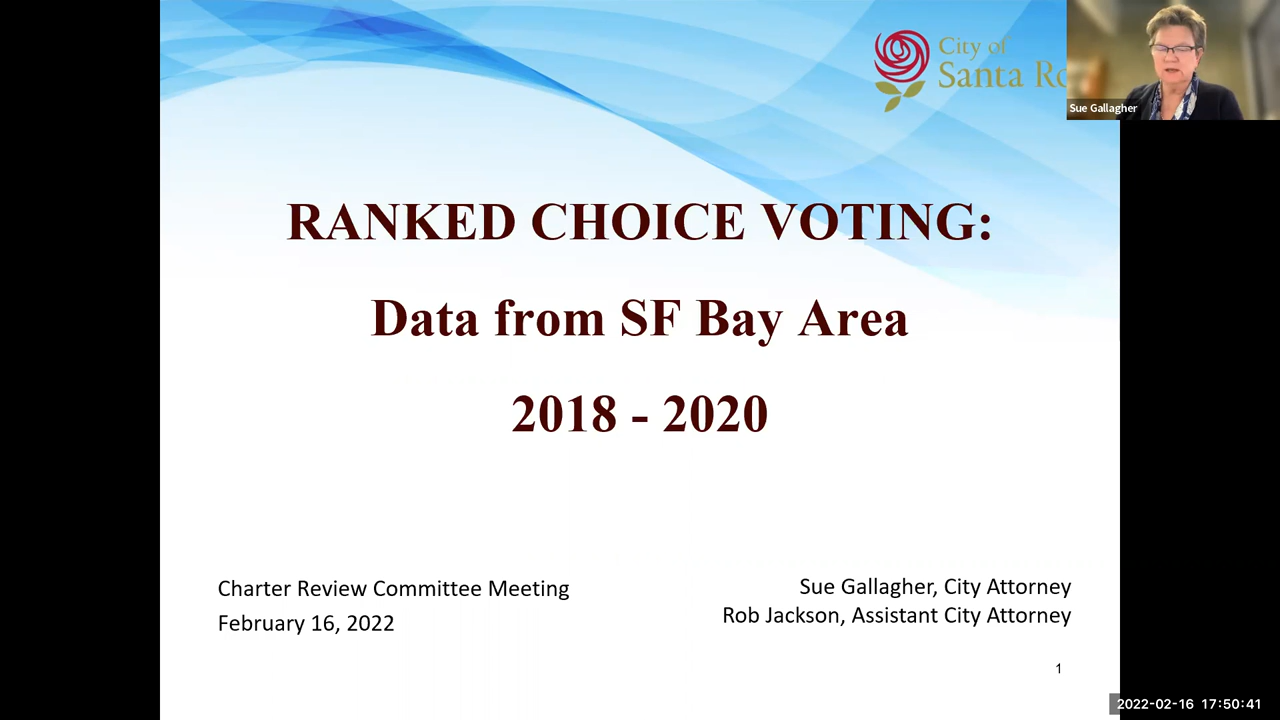 City of
Santa Ro
Sue Gallagher
RANKED CHOICE VOTING:
Data from SF Bay Area
2018 - 2020
Charter Review Committee Meeting
February 16, 2022
Sue Gallagher, City Attorney
Rob Jackson, Assistant City Attorney
1
2022-02-16 17:50:41